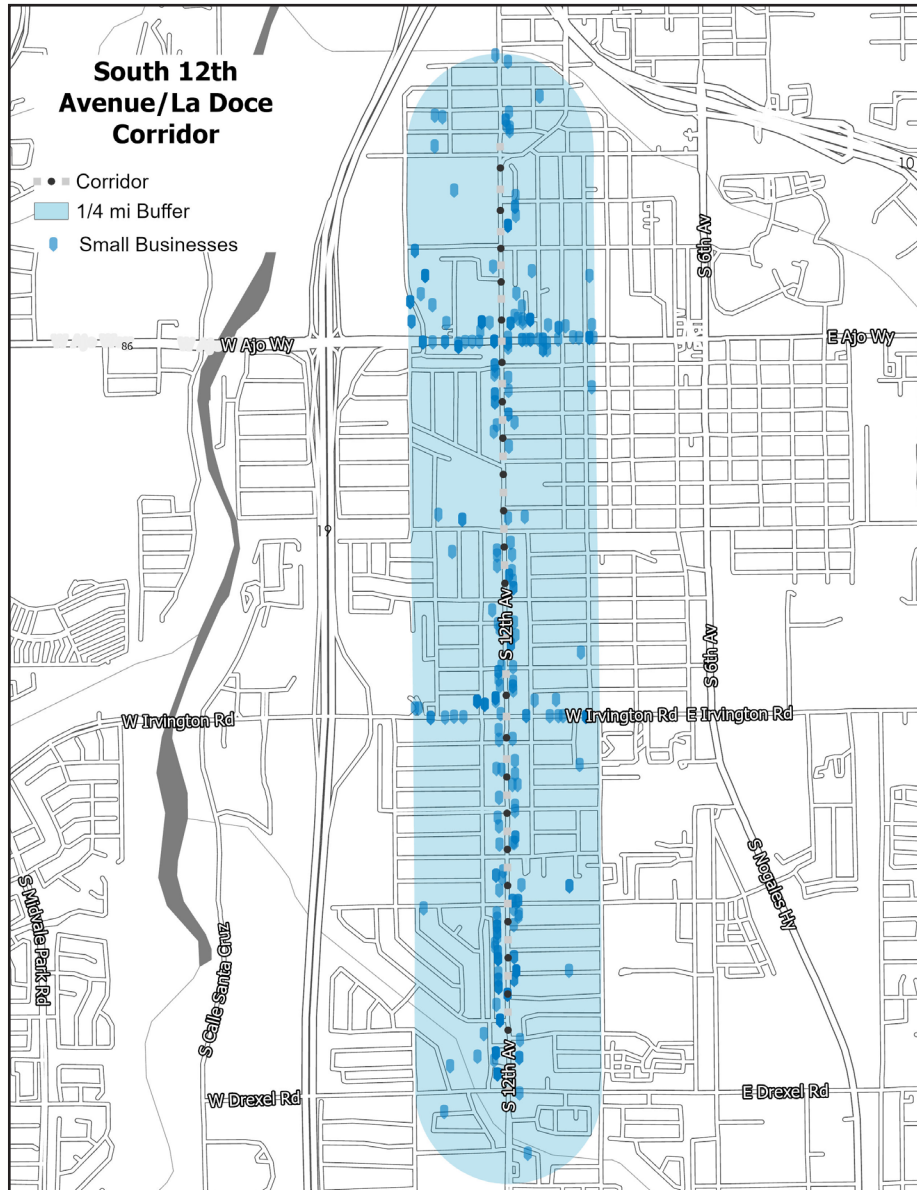 South 12th
Avenue/La Doce
Corridor
Corridor
1/4 mi Buffer
Small Businesses
10
S 6th Av
W Ajo Wy
E Ajo Wy
86
19
S 12th Av
S 6th Av
W Irvington Rd
W Irvington Rd
E Irvington Rd
S Nogales Hy
S Midvale Park Rd
S Calle Santa Cruz
S 12th Av
W Drexel Rd
E Drexel Rd